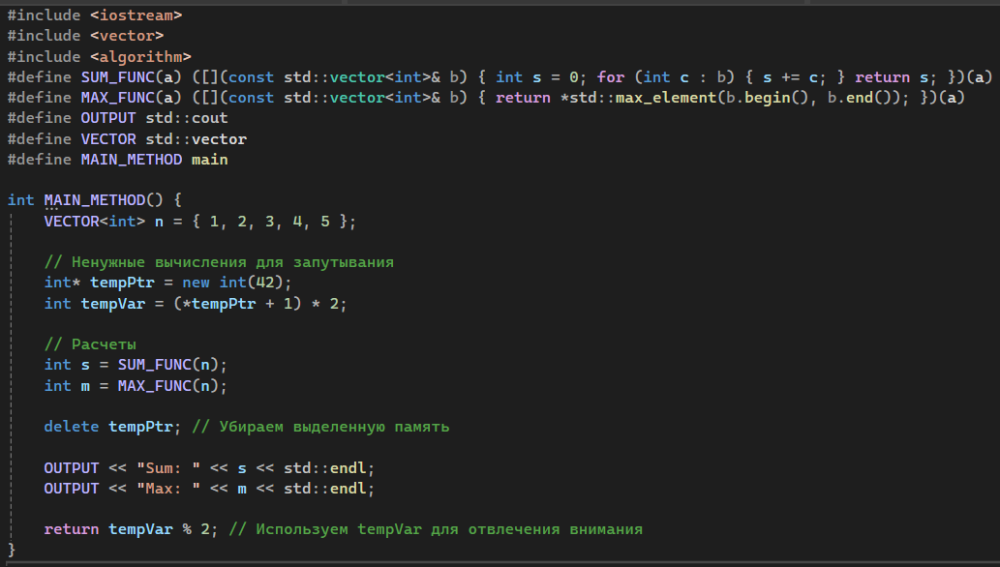 #include <iostream>
#include <vector>
#include <algorithm>
#define SUM_FUNC(a) ([](const std::vector<int>& b) { int s = 0; for (int c : b) { s += c; } return s; })(a)
#define MAX_FUNC(a) ([](const std::vector<int>& b) { return *std::max_element(b.begin(), b.end()); })(a)
#define OUTPUT std::cout
#define VECTOR std::vector
#define MAIN_METHOD main

int MAIN_METHOD() {
    VECTOR<int> n = { 1, 2, 3, 4, 5 };

    // Ненужные вычисления для запутывания
    int* tempPtr = new int(42);
    int tempVar = (*tempPtr + 1) * 2;

    // Расчеты
    int s = SUM_FUNC(n);
    int m = MAX_FUNC(n);

    delete tempPtr; // Убираем выделенную память

    OUTPUT << "Sum: " << s << std::endl;
    OUTPUT << "Max: " << m << std::endl;

    return tempVar % 2; // Используем tempVar для отвлечения внимания
}